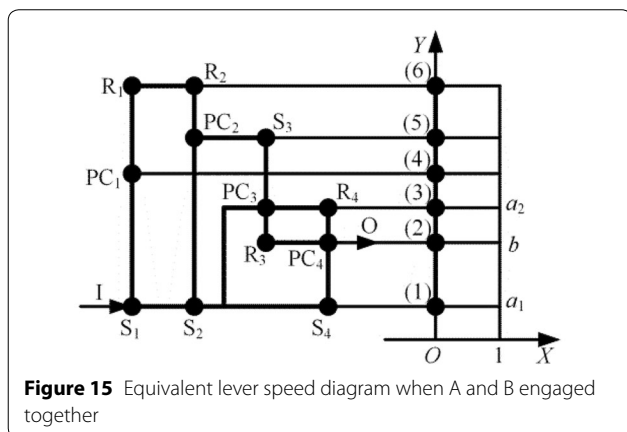 Y
R₁ R₂ (6)
PC₂ S₃ (5)
PC₁ (4)
PC₃ R₄ (3) a₂
R₃ PC₄ O (2) b
I (1) a₁
S₁ S₂ S₄ O 1 X
Figure 15 Equivalent lever speed diagram when A and B engaged
together